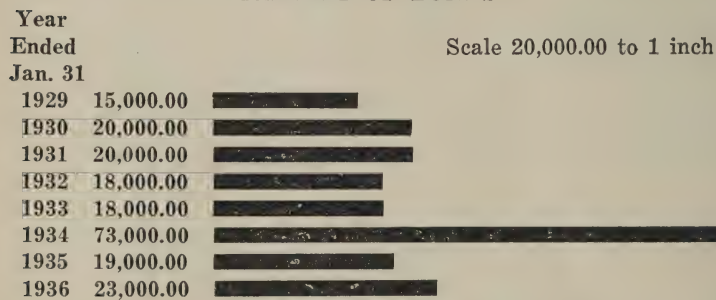 Year
Ended
Scale 20,000.00 to 1 inch
Jan. 31
1929 15,000.00
1930 20,000.00
1931 20,000.00
1932 18,000.00
1933 18,000.00
1934 73,000.00
1935 19,000.00
1936 23,000.00